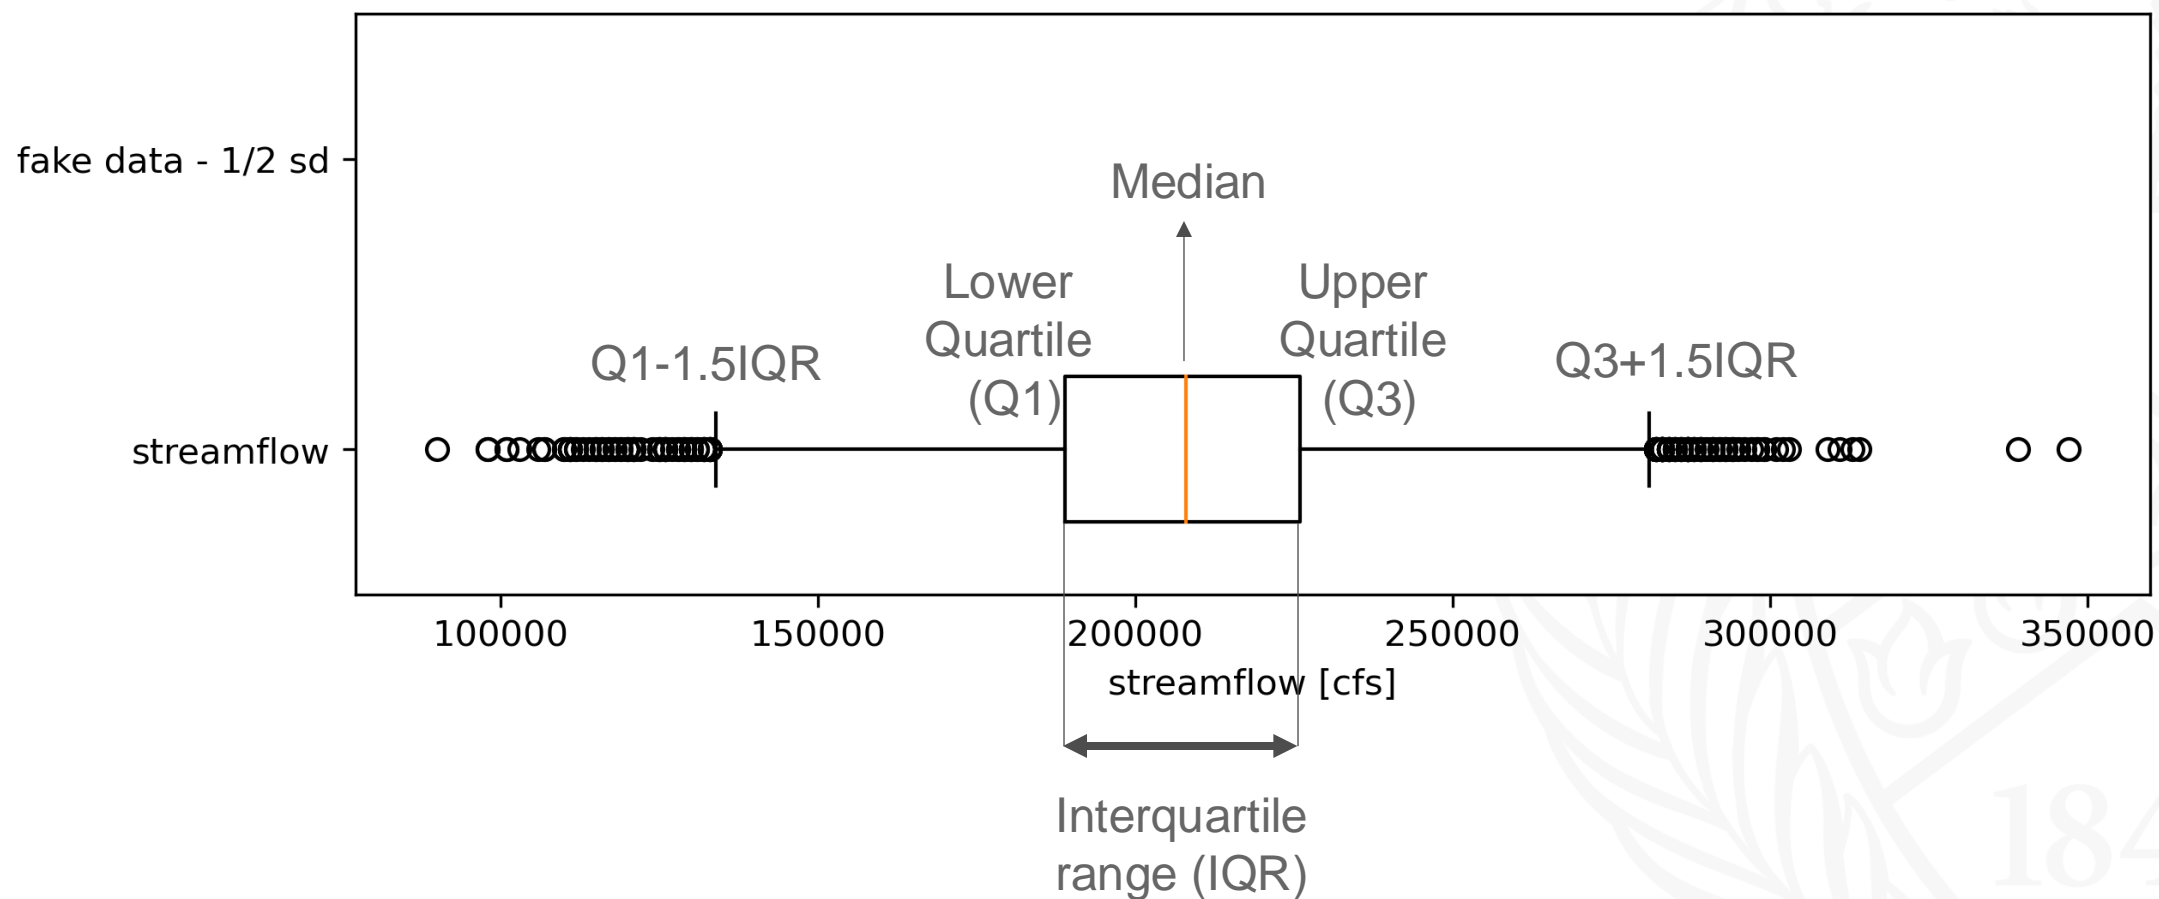 fake data - 1/2 sd
Median
Lower
Quartile
(Q1)
Upper
Quartile
(Q3)
Q1-1.5IQR
Q3+1.5IQR
streamflow
100000
150000
200000
250000
300000
350000
streamflow [cfs]
Interquartile
range (IQR)